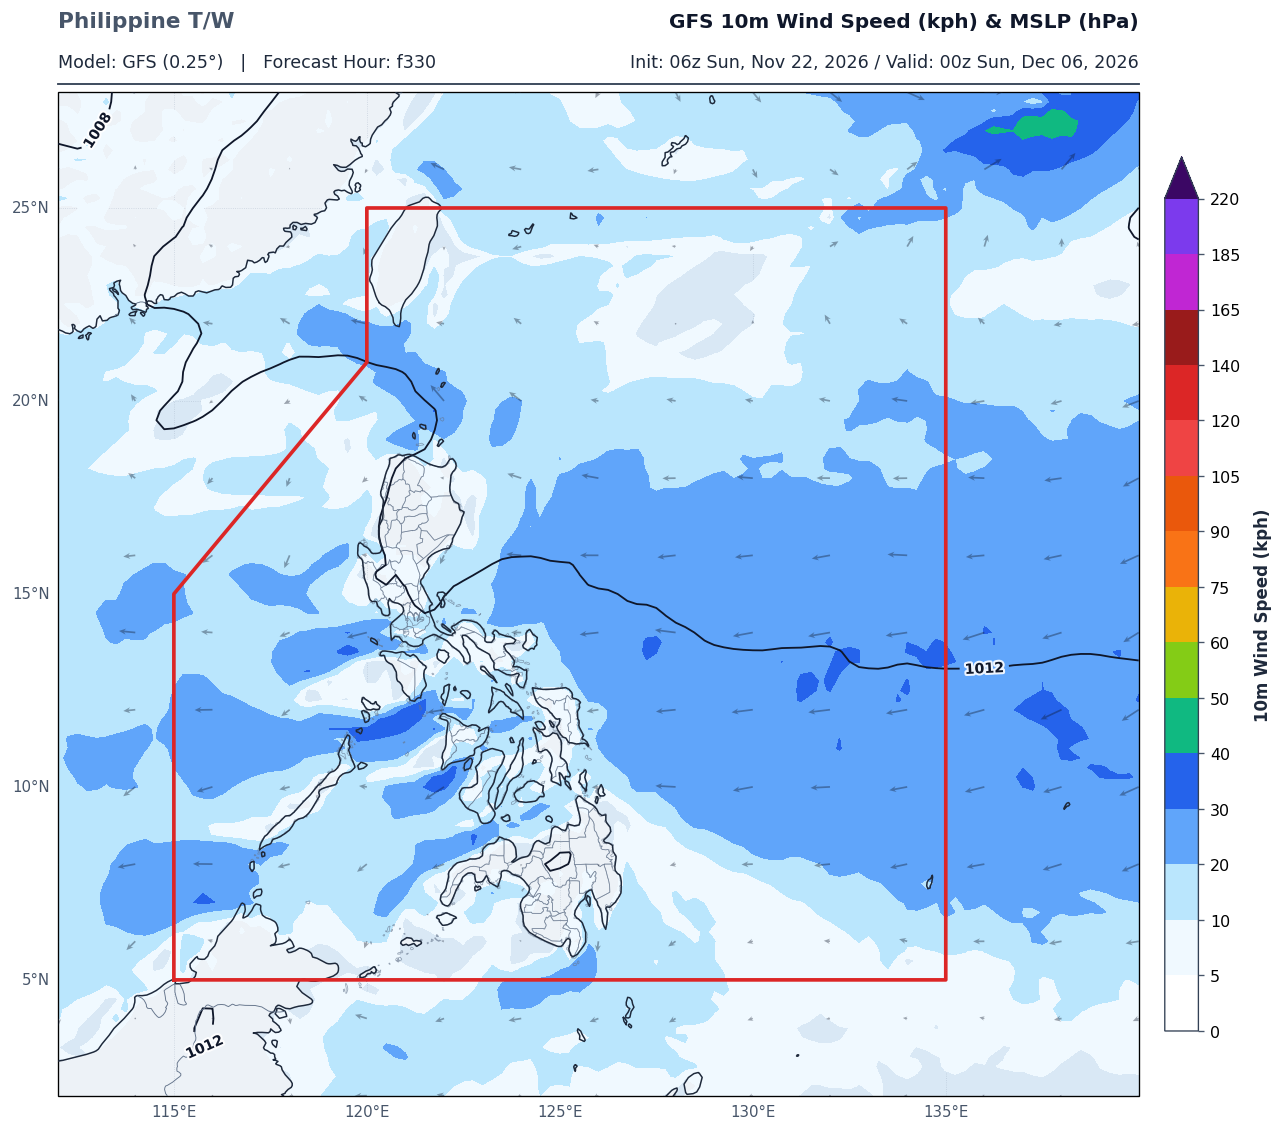 Philippine T/W
GFS 10m Wind Speed (kph) & MSLP (hPa)
Model: GFS (0.25°) | Forecast Hour: f330
Init: 06z Sun, Nov 22, 2026 / Valid: 00z Sun, Dec 06, 2026
1008
1012
1012
25°N
20°N
15°N
10°N
5°N
115°E
120°E
125°E
130°E
135°E
220
185
165
140
120
105
90
75
60
50
40
30
20
10
5
0
10m Wind Speed (kph)